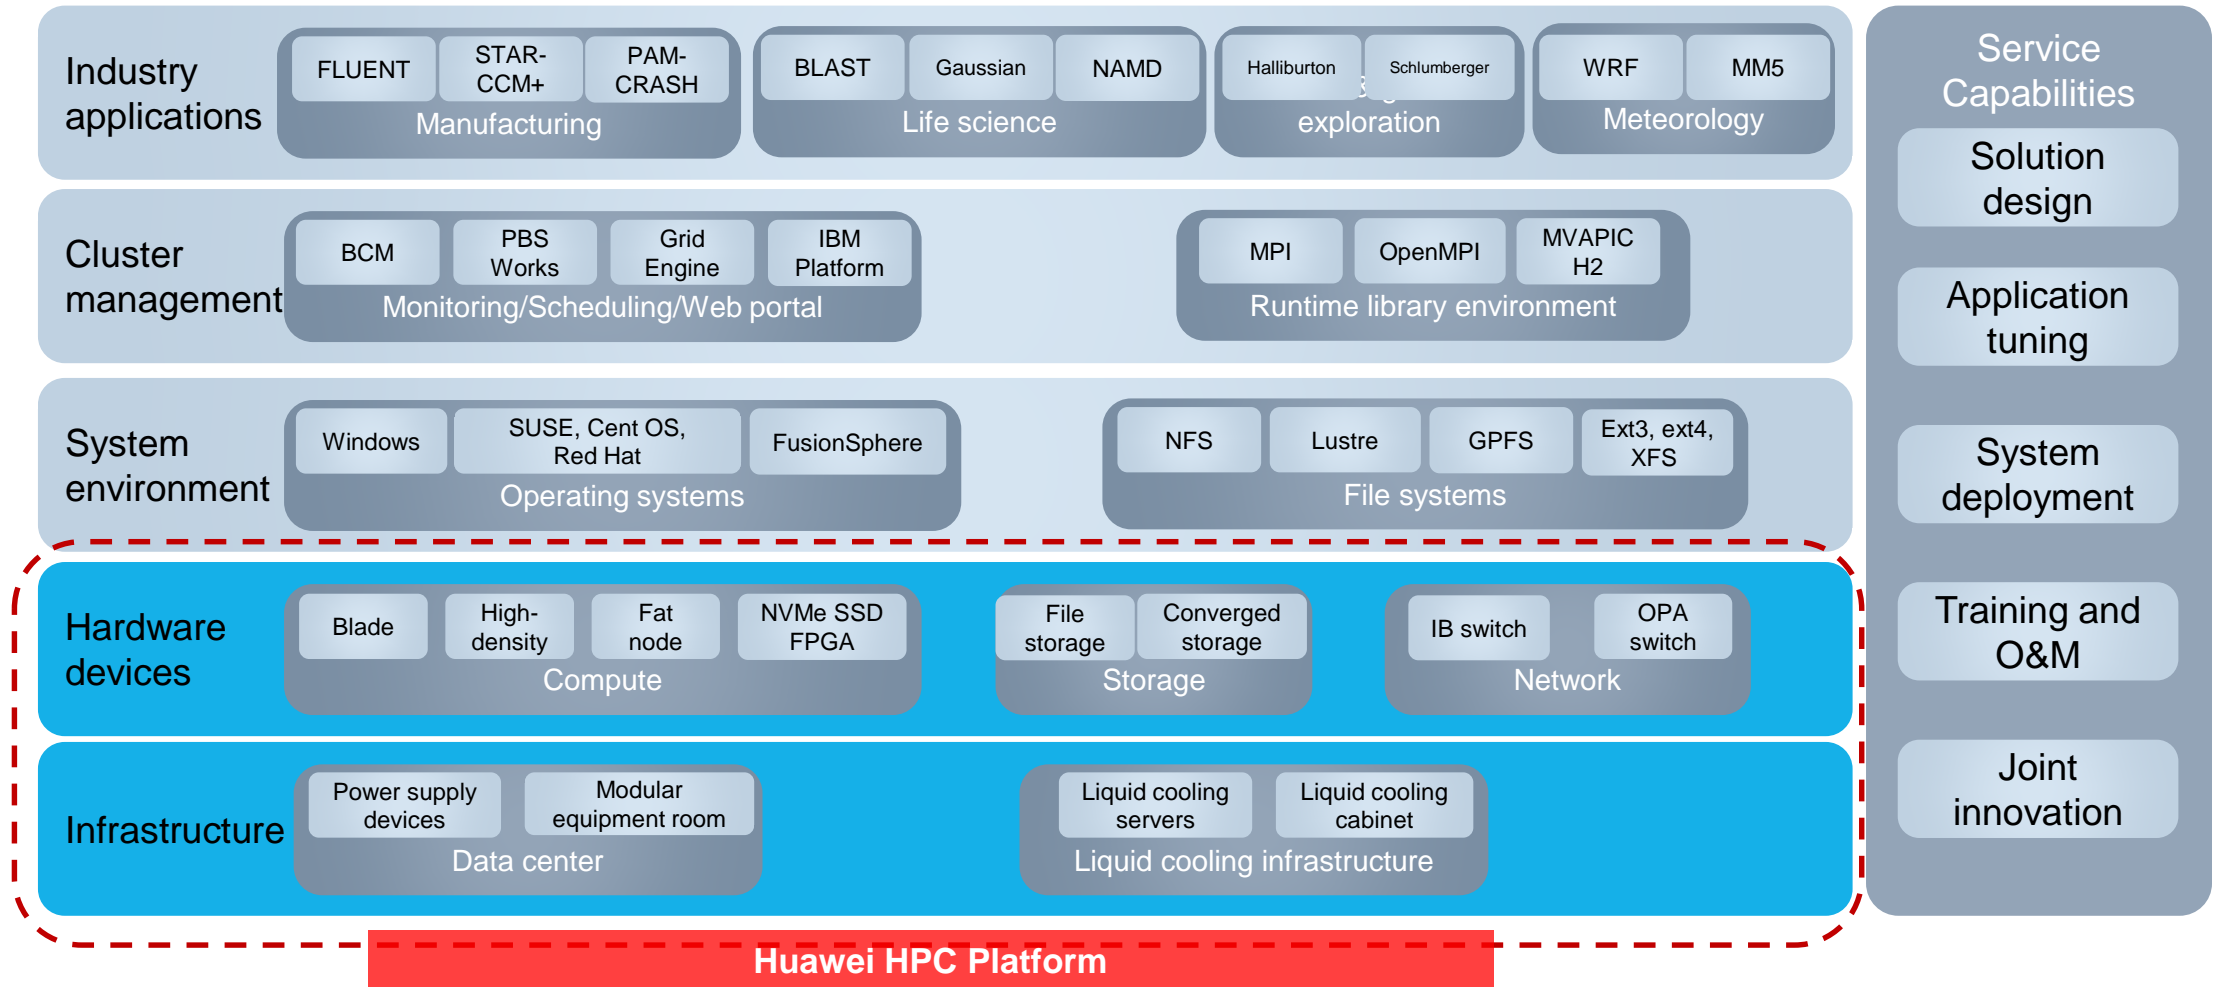 Industry
applications
FLUENT
STAR-
CCM+
PAM-
CRASH
Manufacturing
BLAST
Gaussian
NAMD
Life science
Halliburton
Schlumberger
exploration
WRF
MM5
Meteorology
Cluster
management
BCM
PBS
Works
Grid
Engine
IBM
Platform
Monitoring/Scheduling/Web portal
MPI
OpenMPI
MVAPIC
H2
Runtime library environment
System
environment
Windows
SUSE, Cent OS,
Red Hat
FusionSphere
Operating systems
NFS
Lustre
GPFS
Ext3, ext4,
XFS
File systems
Hardware
devices
Blade
High-
density
Fat
node
NVMe SSD
FPGA
Compute
File
storage
Converged
storage
Storage
IB switch
OPA
switch
Network
Infrastructure
Power supply
devices
Modular
equipment room
Data center
Liquid cooling
servers
Liquid cooling
cabinet
Liquid cooling infrastructure
Huawei HPC Platform
Service
Capabilities
Solution
design
Application
tuning
System
deployment
Training and
O&M
Joint
innovation